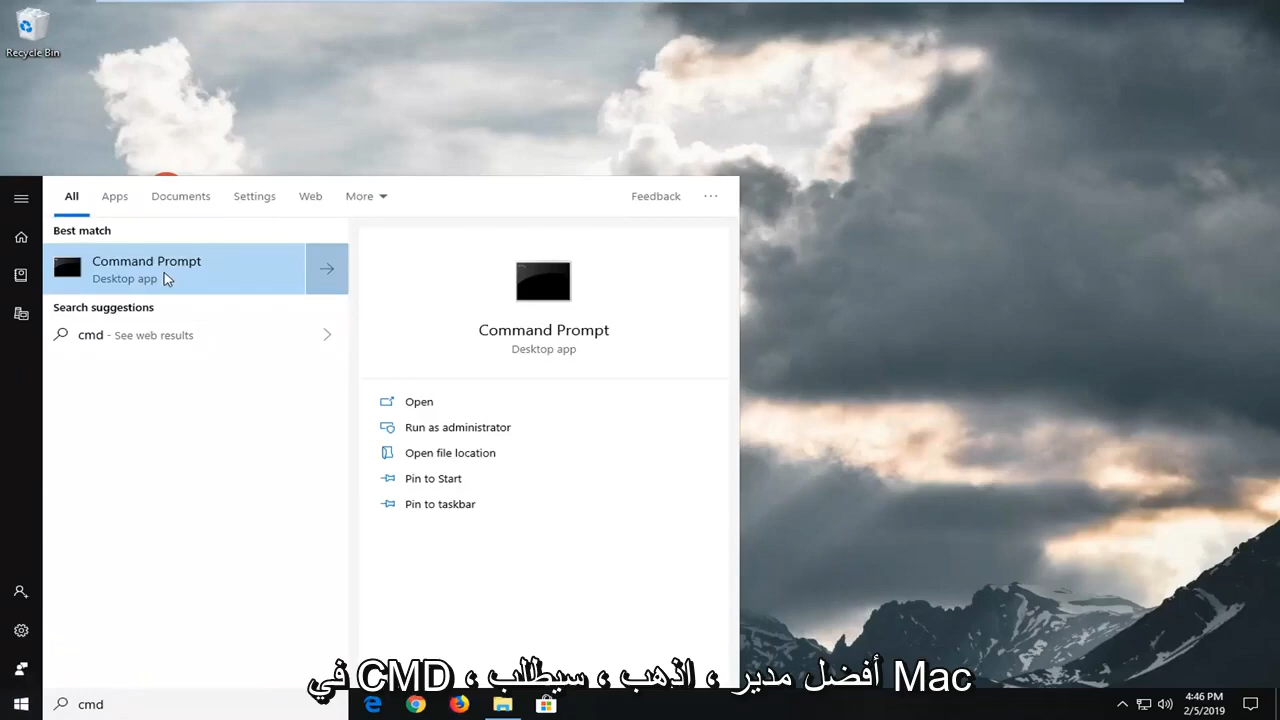 Recycle Bin
All Apps Documents Settings Web More Feedback ...
Best match
Command Prompt
Desktop app
Search suggestions
cmd - See web results
Command Prompt
Desktop app
Open
Run as administrator
Open file location
Pin to Start
Pin to taskbar
Mac أفضل مدير ، اذهب ، سيطلب ، CMD في
cmd
4:46 PM
2/5/2019